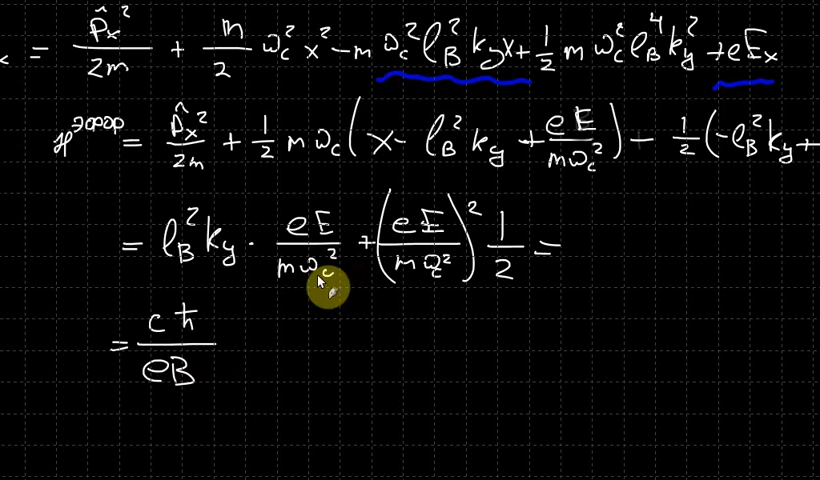 x = p̂ₓ²/2m + m/2 ω_c² x² − m ω_c² ℓ_B² k_y x + 1/2 m ω_c² ℓ_B⁴ k_y² + eEx
ℋ^эфф = p̂ₓ²/2m + 1/2 m ω_c (x − ℓ_B² k_y + eE/mω_c²) − 1/2 (−ℓ_B² k_y +
= ℓ_B² k_y · eE/mω_c² + (eE/mω_c²)² 1/2 =
= cħ/eB